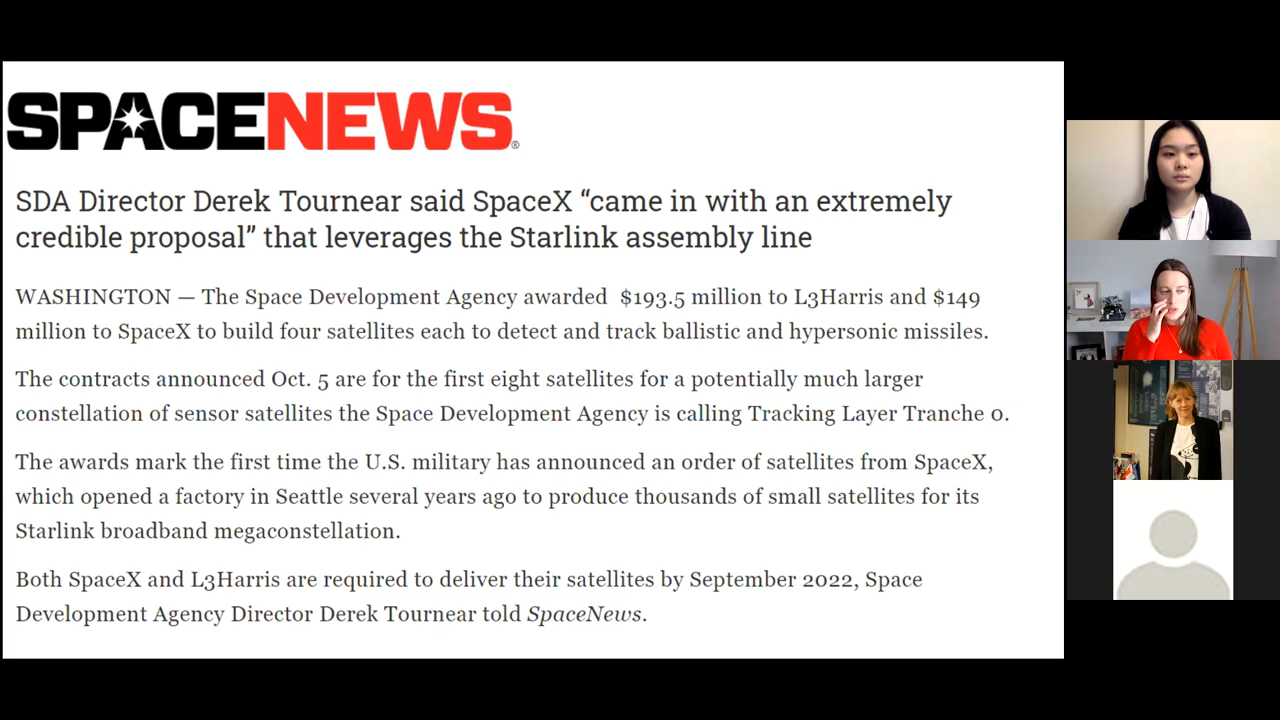 SPACENEWS®
SDA Director Derek Tournear said SpaceX “came in with an extremely
credible proposal” that leverages the Starlink assembly line
WASHINGTON — The Space Development Agency awarded $193.5 million to L3Harris and $149
million to SpaceX to build four satellites each to detect and track ballistic and hypersonic missiles.
The contracts announced Oct. 5 are for the first eight satellites for a potentially much larger
constellation of sensor satellites the Space Development Agency is calling Tracking Layer Tranche 0.
The awards mark the first time the U.S. military has announced an order of satellites from SpaceX,
which opened a factory in Seattle several years ago to produce thousands of small satellites for its
Starlink broadband megaconstellation.
Both SpaceX and L3Harris are required to deliver their satellites by September 2022, Space
Development Agency Director Derek Tournear told SpaceNews.